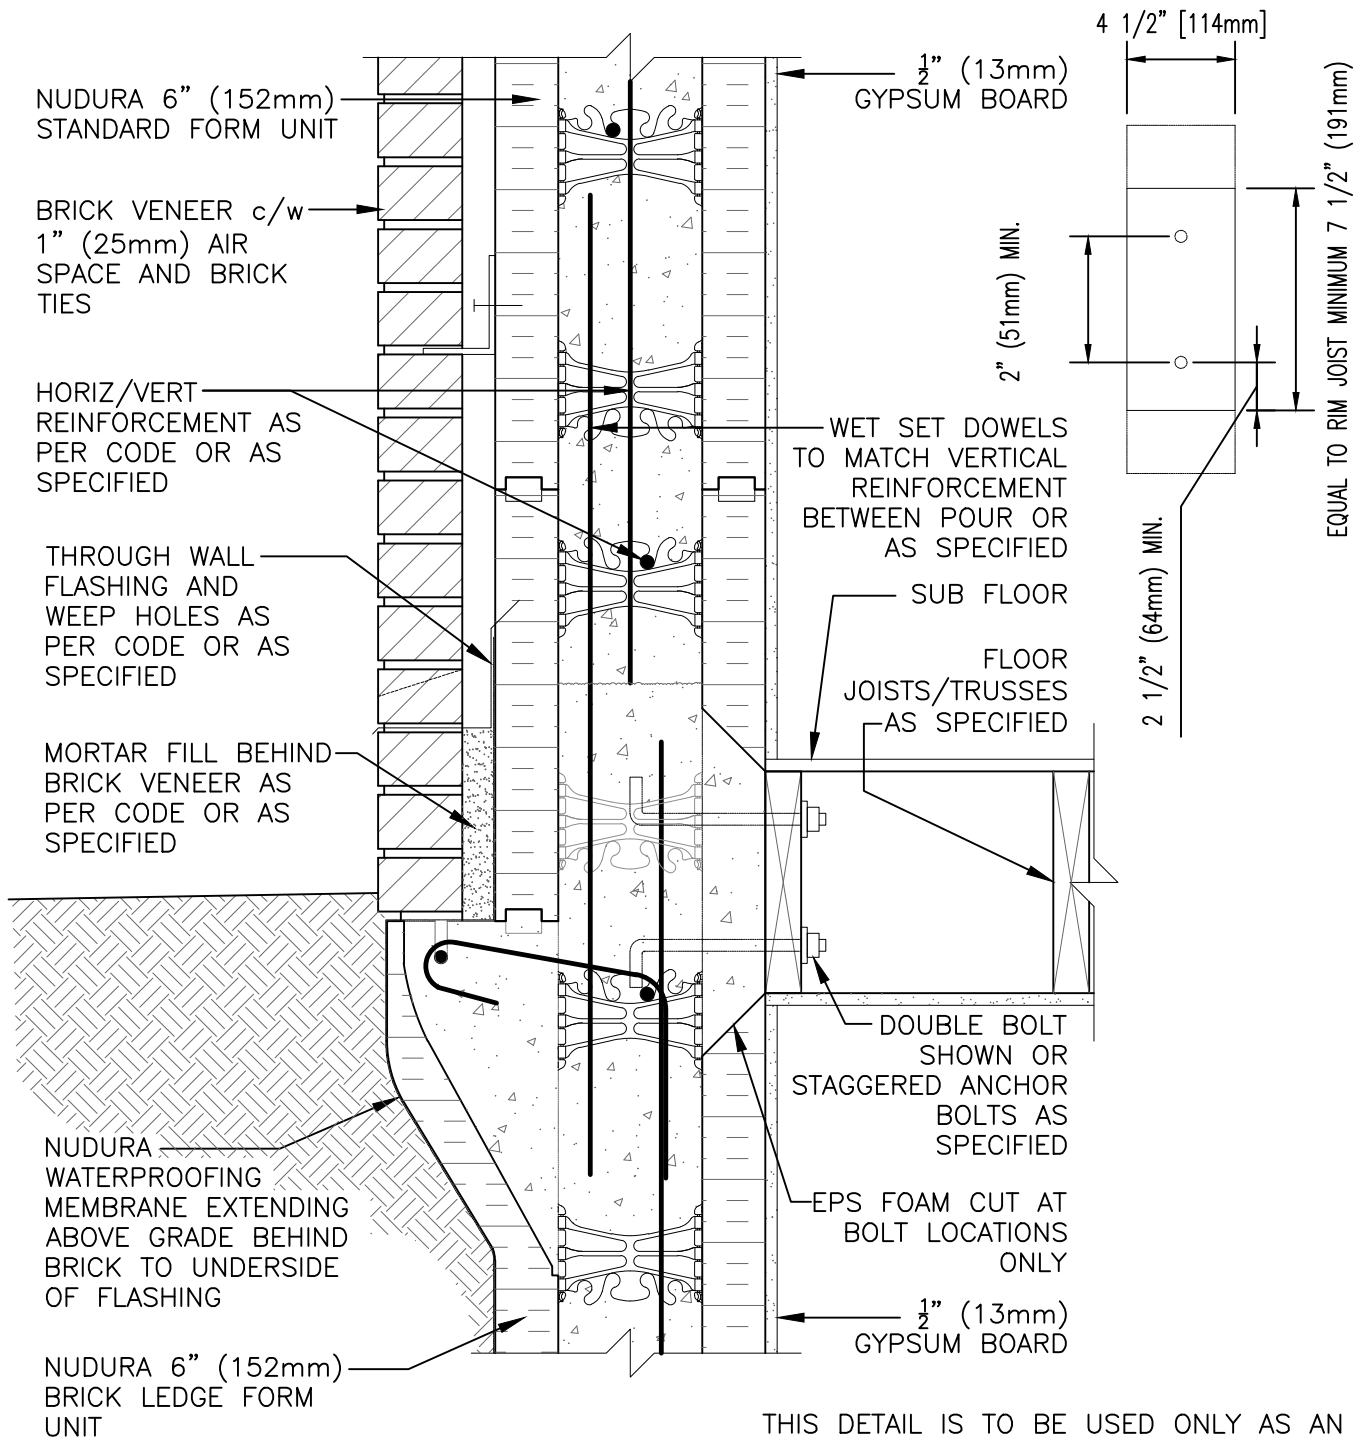 NUDURA 6” (152mm)
STANDARD FORM UNIT
BRICK VENEER c/w
1” (25mm) AIR
SPACE AND BRICK
TIES
HORIZ/VERT
REINFORCEMENT AS
PER CODE OR AS
SPECIFIED
THROUGH WALL
FLASHING AND
WEEP HOLES AS
PER CODE OR AS
SPECIFIED
MORTAR FILL BEHIND
BRICK VENEER AS
PER CODE OR AS
SPECIFIED
NUDURA
WATERPROOFING
MEMBRANE EXTENDING
ABOVE GRADE BEHIND
BRICK TO UNDERSIDE
OF FLASHING
NUDURA 6” (152mm)
BRICK LEDGE FORM
UNIT
½” (13mm)
GYPSUM BOARD
WET SET DOWELS
TO MATCH VERTICAL
REINFORCEMENT
BETWEEN POUR OR
AS SPECIFIED
SUB FLOOR
FLOOR
JOISTS/TRUSSES
AS SPECIFIED
DOUBLE BOLT
SHOWN OR
STAGGERED ANCHOR
BOLTS AS
SPECIFIED
EPS FOAM CUT AT
BOLT LOCATIONS
ONLY
½” (13mm)
GYPSUM BOARD
4 1/2” [114mm]
2” (51mm) MIN.
2 1/2” (64mm) MIN.
EQUAL TO RIM JOIST MINIMUM 7 1/2” (191mm)
THIS DETAIL IS TO BE USED ONLY AS AN